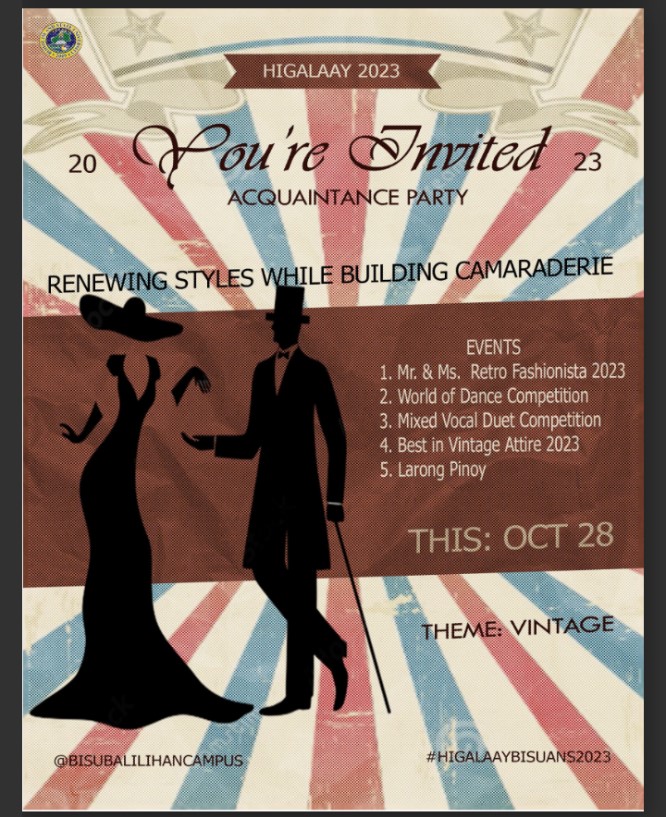 HIGALAAY 2023
20 You're Invited 23
ACQUAINTANCE PARTY
RENEWING STYLES WHILE BUILDING CAMARADERIE
EVENTS
1. Mr. & Ms. Retro Fashionista 2023
2. World of Dance Competition
3. Mixed Vocal Duet Competition
4. Best in Vintage Attire 2023
5. Larong Pinoy
THIS: OCT 28
THEME: VINTAGE
@BISUBALILIHANCAMPUS
#HIGALAAYBISUANS2023